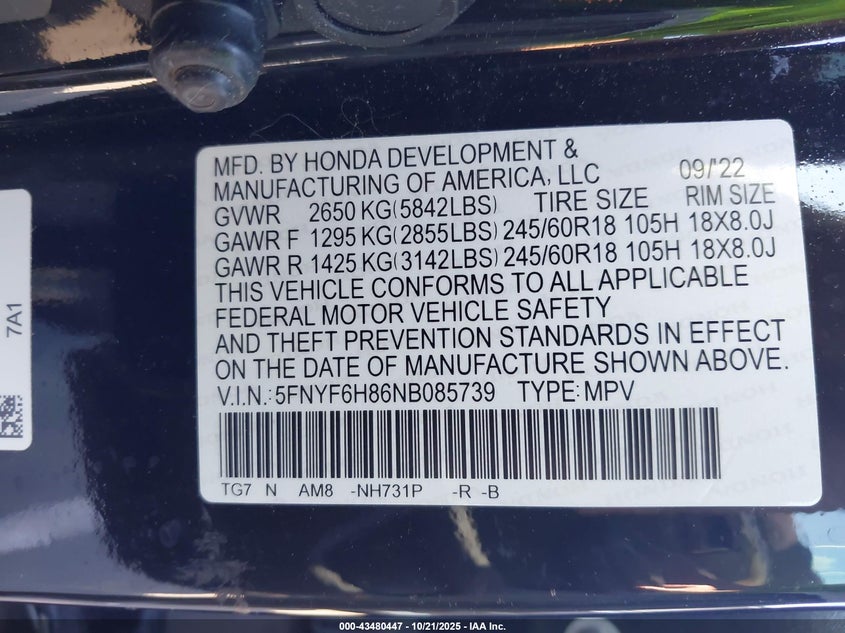 MFD. BY HONDA DEVELOPMENT &
MANUFACTURING OF AMERICA, LLC 09/'22
GVWR 2650 KG(5842LBS) TIRE SIZE RIM SIZE
GAWR F 1295 KG(2855LBS) 245/60R18 105H 18X8.0J
GAWR R 1425 KG(3142LBS) 245/60R18 105H 18X8.0J
THIS VEHICLE CONFORMS TO ALL APPLICABLE
FEDERAL MOTOR VEHICLE SAFETY
AND THEFT PREVENTION STANDARDS IN EFFECT
ON THE DATE OF MANUFACTURE SHOWN ABOVE.
V.I.N.:5FNYF6H86NB085739 TYPE:MPV
TG7 N AM8 -NH731P -R -B
7A1
000-43480447 - 10/21/2025 - IAA Inc.